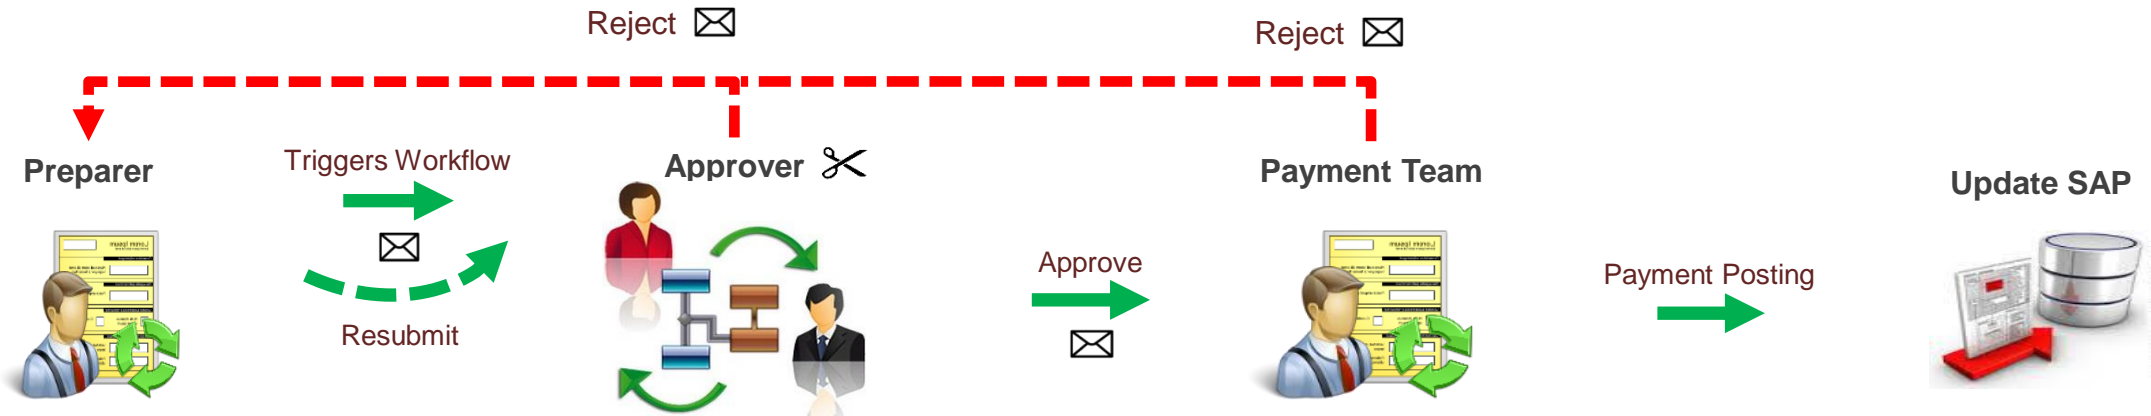 Reject
Reject
Preparer
Triggers Workflow
Approver
Payment Team
Update SAP
Resubmit
Approve
Payment Posting